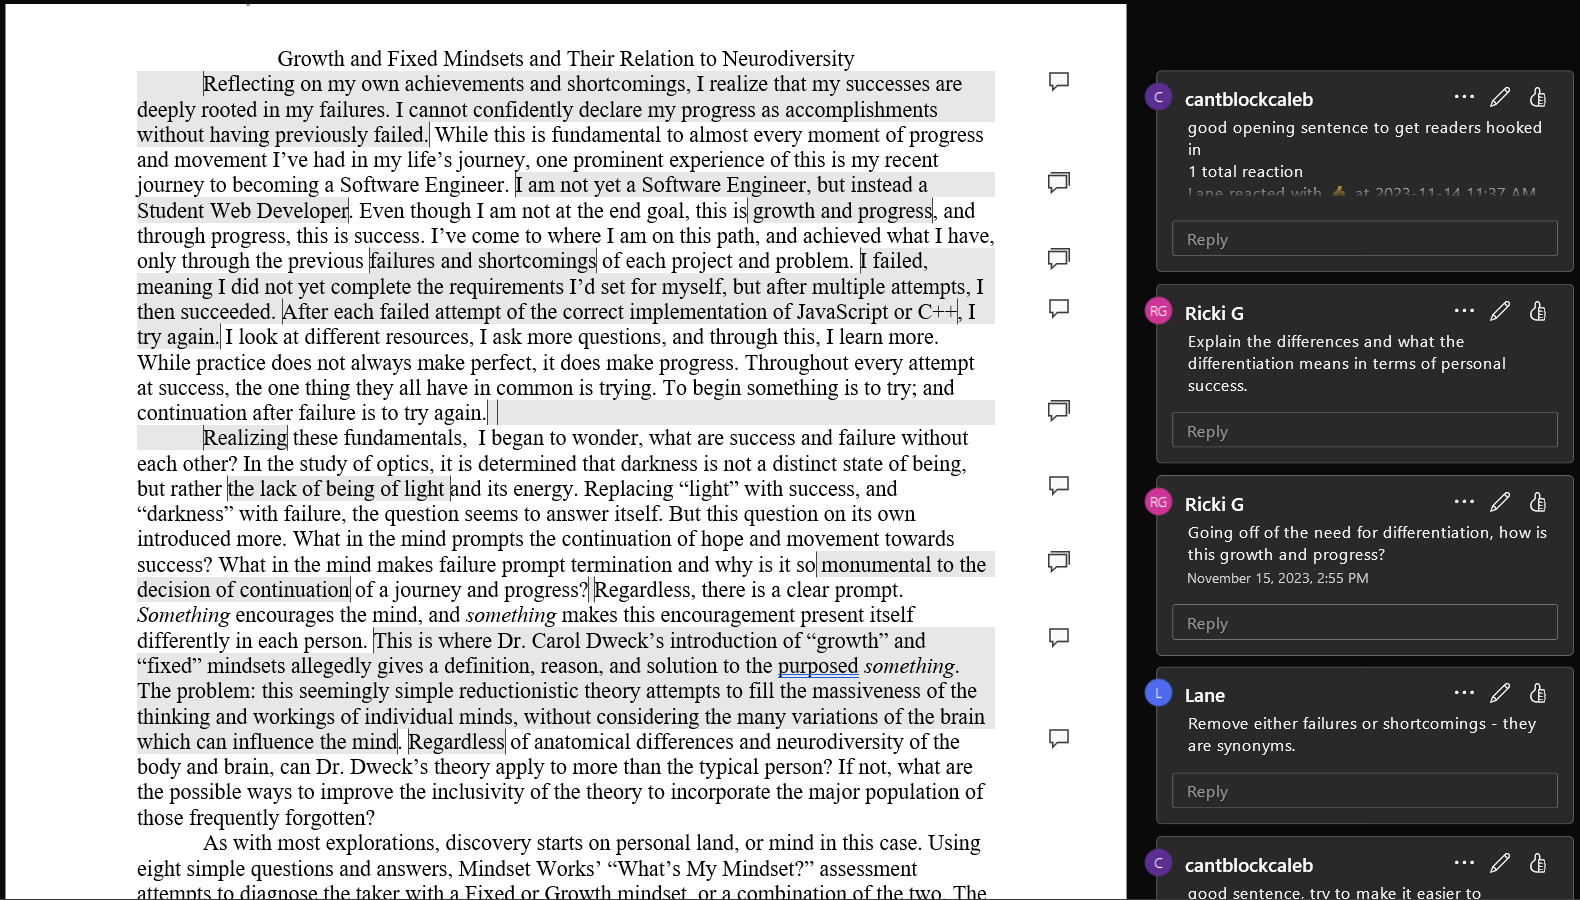 Growth and Fixed Mindsets and Their Relation to Neurodiversity
Reflecting on my own achievements and shortcomings, I realize that my successes are
deeply rooted in my failures. I cannot confidently declare my progress as accomplishments
without having previously failed. While this is fundamental to almost every moment of progress
and movement I've had in my life's journey, one prominent experience of this is my recent
journey to becoming a Software Engineer. I am not yet a Software Engineer, but instead a
Student Web Developer. Even though I am not at the end goal, this is growth and progress, and
through progress, this is success. I've come to where I am on this path, and achieved what I have,
only through the previous failures and shortcomings of each project and problem. I failed,
meaning I did not yet complete the requirements I'd set for myself, but after multiple attempts, I
then succeeded. After each failed attempt of the correct implementation of JavaScript or C++, I
try again. I look at different resources, I ask more questions, and through this, I learn more.
While practice does not always make perfect, it does make progress. Throughout every attempt
at success, the one thing they all have in common is trying. To begin something is to try; and
continuation after failure is to try again.
Realizing these fundamentals,  I began to wonder, what are success and failure without
each other? In the study of optics, it is determined that darkness is not a distinct state of being,
but rather the lack of being of light and its energy. Replacing “light” with success, and
“darkness” with failure, the question seems to answer itself. But this question on its own
introduced more. What in the mind prompts the continuation of hope and movement towards
success? What in the mind makes failure prompt termination and why is it so monumental to the
decision of continuation of a journey and progress? Regardless, there is a clear prompt.
Something encourages the mind, and something makes this encouragement present itself
differently in each person. This is where Dr. Carol Dweck's introduction of “growth” and
“fixed” mindsets allegedly gives a definition, reason, and solution to the purposed something.
The problem: this seemingly simple reductionistic theory attempts to fill the massiveness of the
thinking and workings of individual minds, without considering the many variations of the brain
which can influence the mind. Regardless of anatomical differences and neurodiversity of the
body and brain, can Dr. Dweck's theory apply to more than the typical person? If not, what are
the possible ways to improve the inclusivity of the theory to incorporate the major population of
those frequently forgotten?
As with most explorations, discovery starts on personal land, or mind in this case. Using
eight simple questions and answers, Mindset Works' “What's My Mindset?” assessment
attempts to diagnose the taker with a Fixed or Growth mindset, or a combination of the two. The
C
cantblockcaleb
good opening sentence to get readers hooked
in
1 total reaction
Lane reacted with 👍 at 2023-11-14 11:37 AM
Reply
RG
Ricki G
Explain the differences and what the
differentiation means in terms of personal
success.
Reply
RG
Ricki G
Going off of the need for differentiation, how is
this growth and progress?
November 15, 2023, 2:55 PM
Reply
L
Lane
Remove either failures or shortcomings - they
are synonyms.
Reply
C
cantblockcaleb
good sentence, try to make it easier to